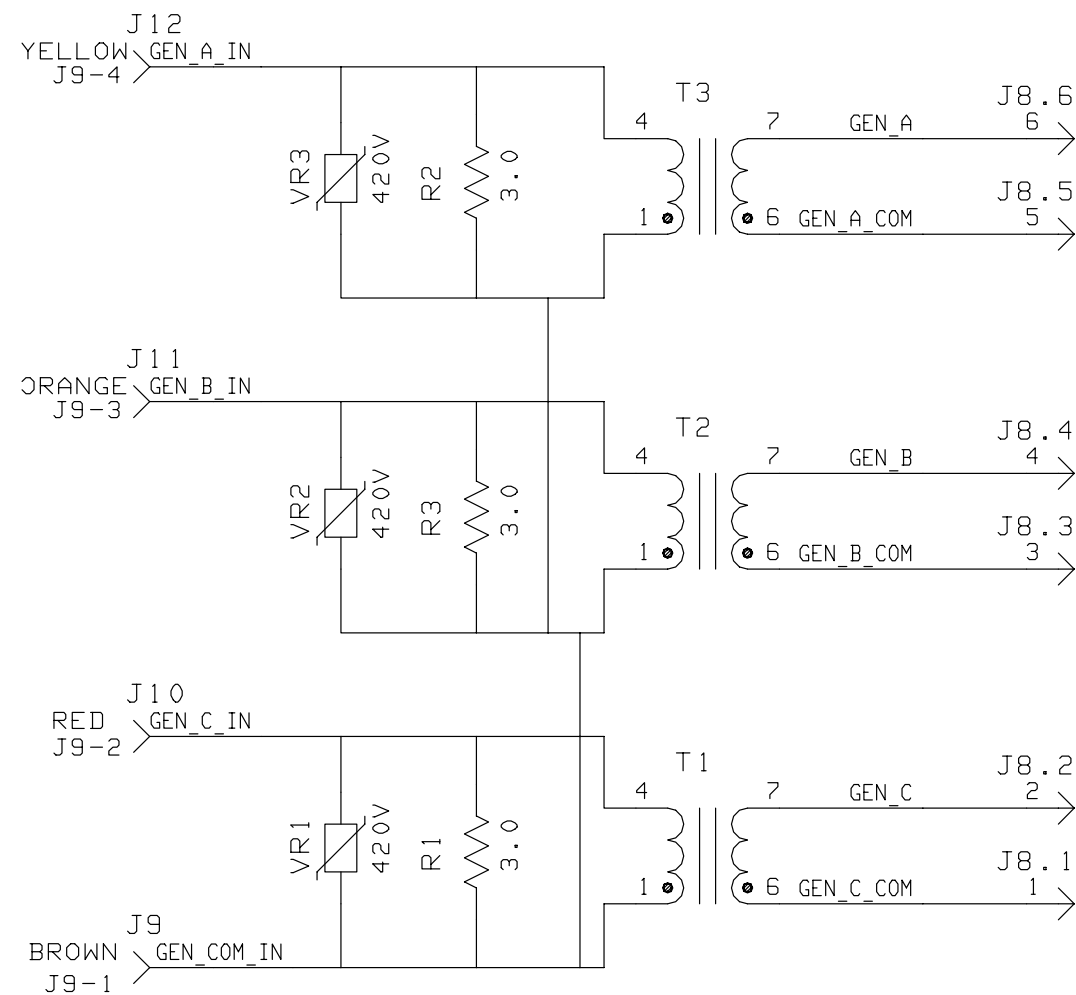 J12
YELLOW GEN_A_IN
J9-4
T3
J8.6
4 7 GEN_A 6
VR3 420V R2 3.0
J8.5
1 6 GEN_A_COM 5
J11
ORANGE GEN_B_IN
J9-3
T2
J8.4
4 7 GEN_B 4
VR2 420V R3 3.0
J8.3
1 6 GEN_B_COM 3
J10
RED GEN_C_IN
J9-2
T1
J8.2
4 7 GEN_C 2
VR1 420V R1 3.0
J8.1
1 6 GEN_C_COM 1
J9
BROWN GEN_COM_IN
J9-1